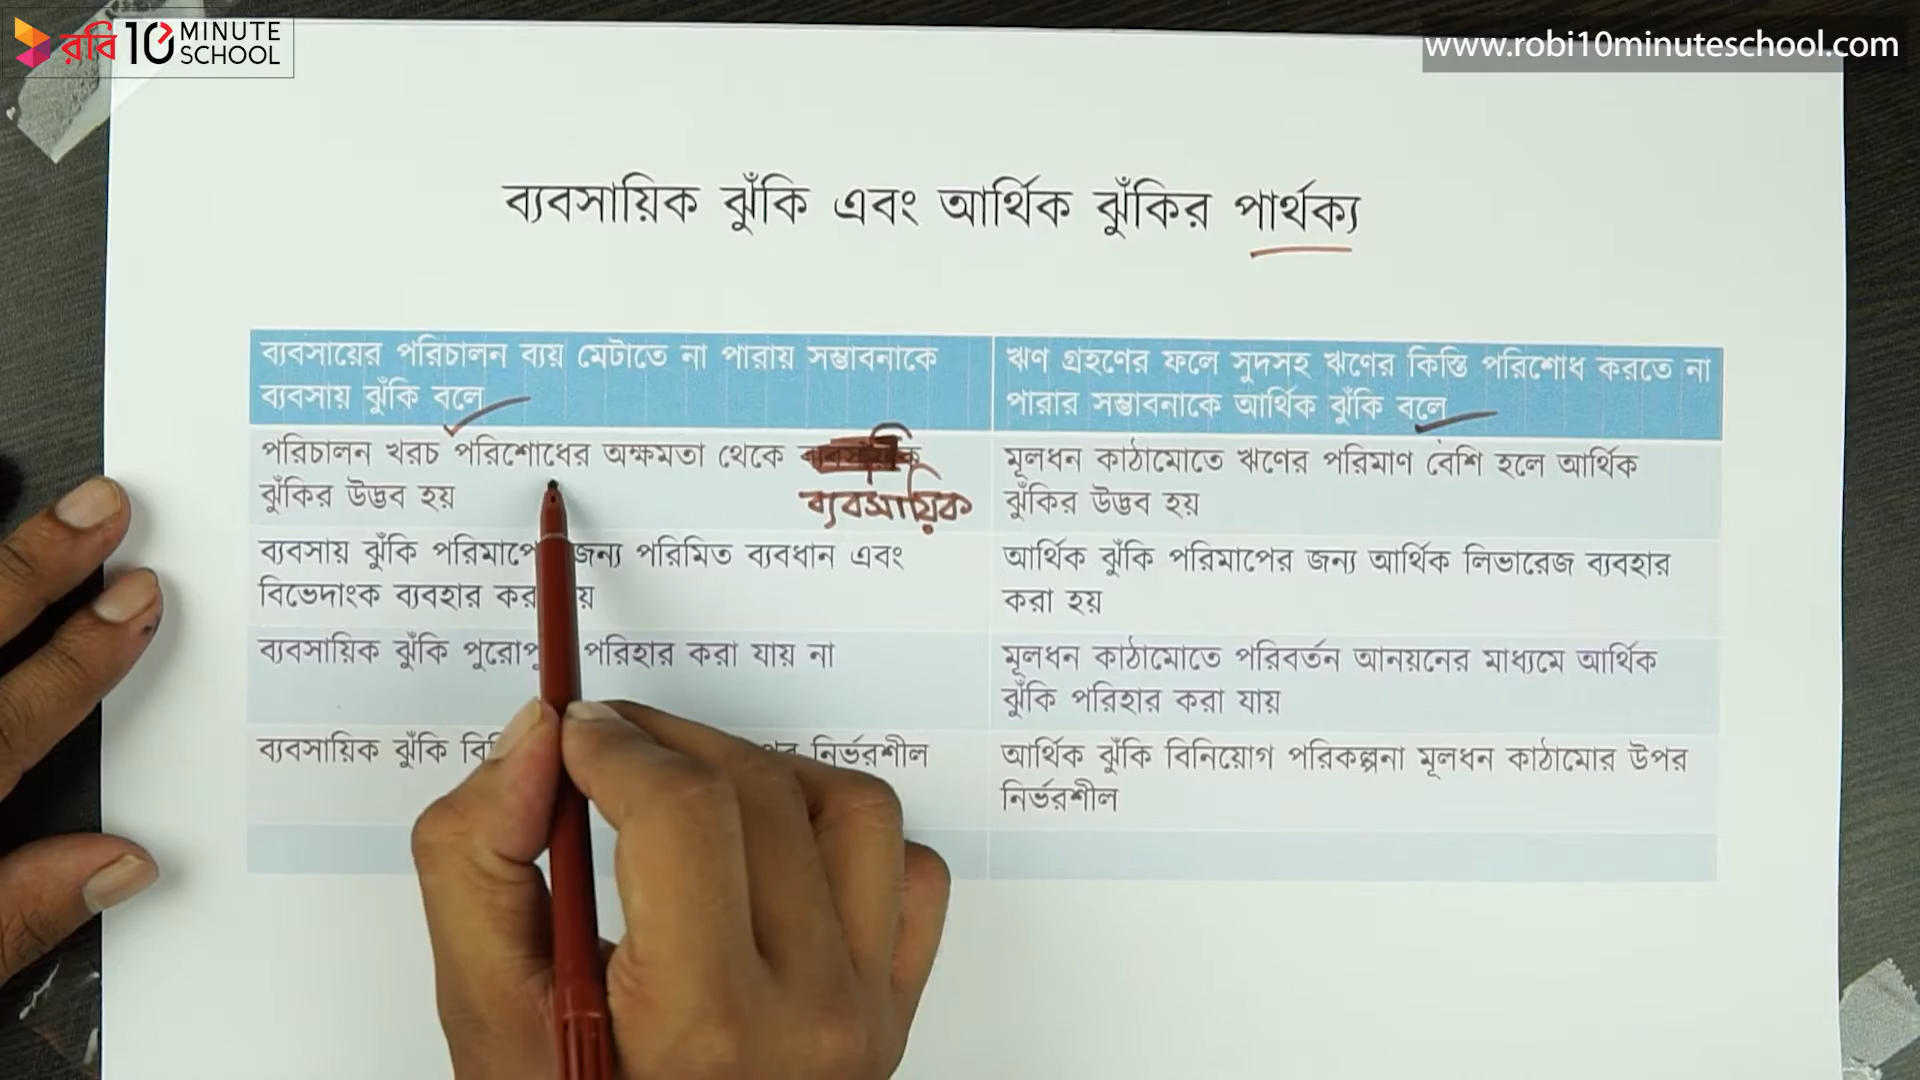 রবি 10 MINUTE SCHOOL
www.robi10minuteschool.com
ব্যবসায়িক ঝুঁকি এবং আর্থিক ঝুঁকির পার্থক্য
ব্যবসায়ের পরিচালন ব্যয় মেটাতে না পারায় সম্ভাবনাকে
ব্যবসায় ঝুঁকি বলে
ঋণ গ্রহণের ফলে সুদসহ ঋণের কিস্তি পরিশোধ করতে না
পারার সম্ভাবনাকে আর্থিক ঝুঁকি বলে
পরিচালন খরচ পরিশোধের অক্ষমতা থেকে
ব্যবসায়িক
ঝুঁকির উদ্ভব হয়
মূলধন কাঠামোতে ঋণের পরিমাণ বেশি হলে আর্থিক
ঝুঁকির উদ্ভব হয়
ব্যবসায় ঝুঁকি জন্য পরিমিত ব্যবধান এবং
বিভেদাংক ব্যবহার
আর্থিক ঝুঁকি পরিমাপের জন্য আর্থিক লিভারেজ ব্যবহার
করা হয়
ব্যবসায়িক ঝুঁকি পরিহার করা যায় না
মূলধন কাঠামোতে পরিবর্তন আনয়নের মাধ্যমে আর্থিক
ঝুঁকি পরিহার করা যায়
ব্যবসায়িক ঝুঁকি নির্ভরশীল
আর্থিক ঝুঁকি বিনিয়োগ পরিকল্পনা মূলধন কাঠামোর উপর
নির্ভরশীল